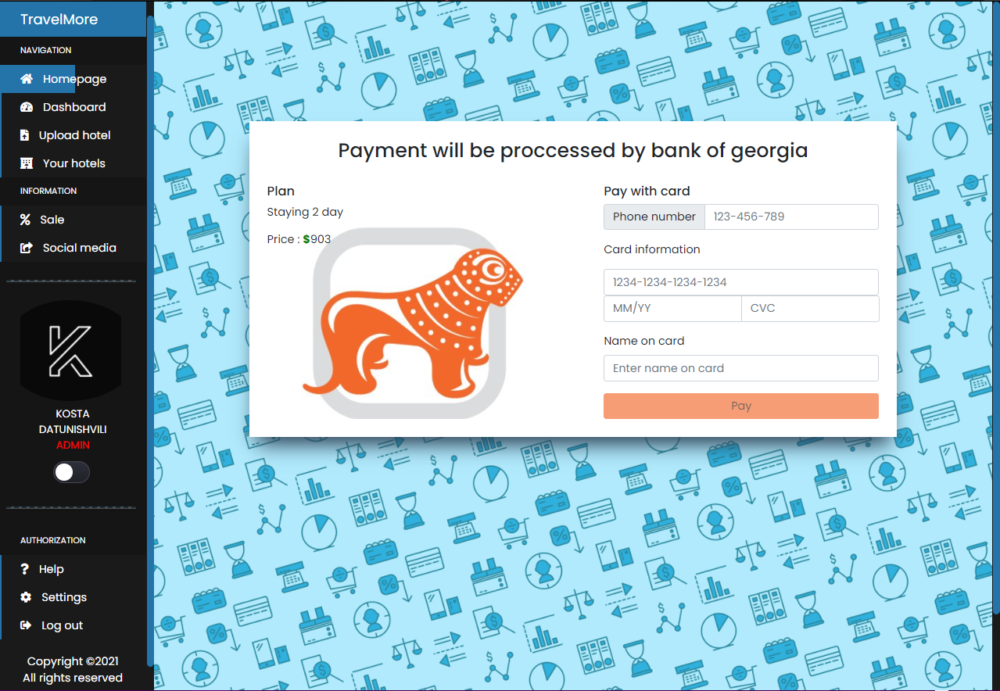 TravelMore
NAVIGATION
Homepage
Dashboard
Upload hotel
Your hotels
INFORMATION
Sale
Social media
KOSTA
DATUNISHVILI
ADMIN
AUTHORIZATION
Help
Settings
Log out
Copyright ©2021
All rights reserved
Payment will be proccessed by bank of georgia
Plan
Staying 2 day
Price : $903
Pay with card
Phone number 123-456-789
Card information
1234-1234-1234-1234
MM/YY CVC
Name on card
Enter name on card
Pay